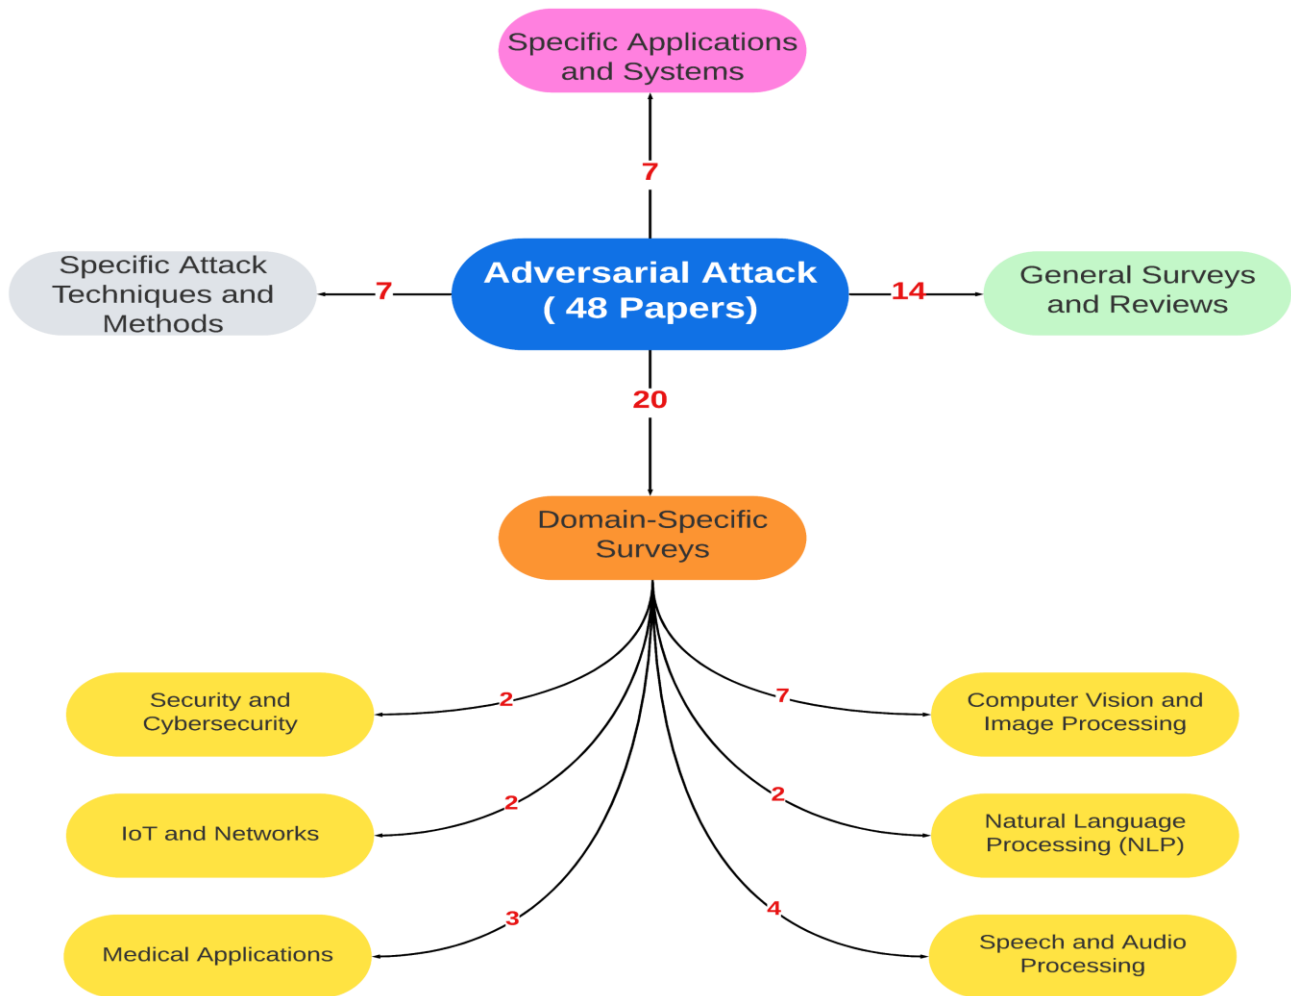 Specific Applications
and Systems
7
Specific Attack
Techniques and
Methods
7
Adversarial Attack
( 48 Papers)
14
General Surveys
and Reviews
20
Domain-Specific
Surveys
2
Security and
Cybersecurity
7
Computer Vision and
Image Processing
2
IoT and Networks
2
Natural Language
Processing (NLP)
3
Medical Applications
4
Speech and Audio
Processing